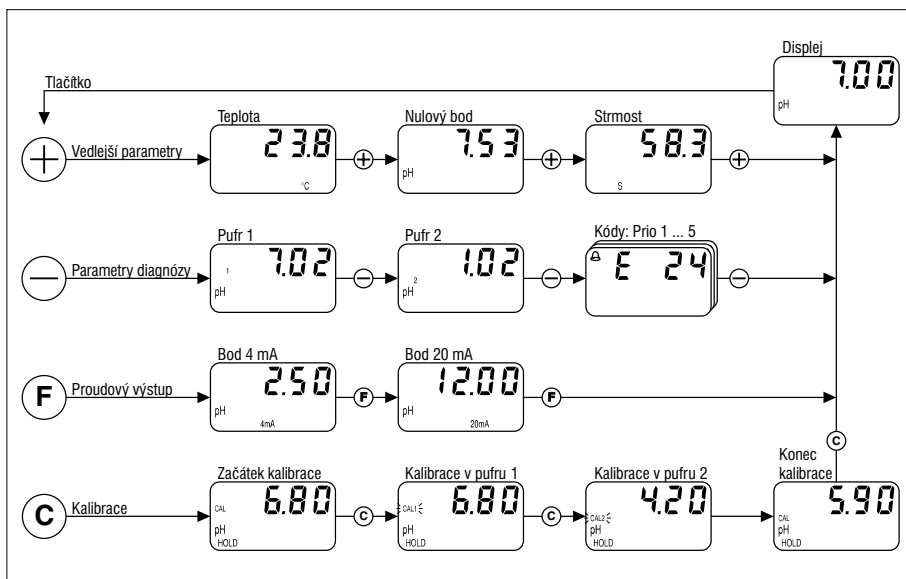 Displej
7.00
pH
Tlačítko
+
Vedlejší parametry
Teplota
23.8
°C
+
Nulový bod
7.53
pH
+
Strmost
58.3
S
+
−
Parametry diagnózy
Pufr 1
7.02
1
pH
−
Pufr 2
1.02
2
pH
−
Kódy: Prio 1 ... 5
E 24
−
F
Proudový výstup
Bod 4 mA
2.50
pH
4mA
F
Bod 20 mA
12.00
pH
20mA
F
C
Kalibrace
Začátek kalibrace
6.80
CAL
pH
HOLD
C
Kalibrace v pufru 1
6.80
CAL1
pH
HOLD
C
Kalibrace v pufru 2
4.20
CAL2
pH
HOLD
Konec
kalibrace
5.90
CAL
pH
HOLD
C